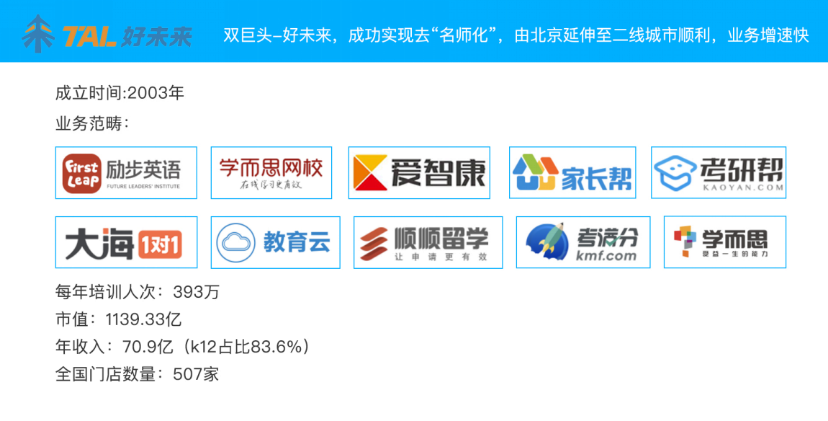 TAL 好未来
双巨头-好未来，成功实现去“名师化”，由北京延伸至二线城市顺利，业务增速快
成立时间:2003年
业务范畴：
First Leap 励步英语 FUTURE LEADERS' INSTITUTE
学而思网校 在线学习更有效
爱智康
家长帮
考研帮 KAOYAN.COM
大海 1对1
教育云
顺顺留学 让申请更有效
考满分 kmf.com
学而思 受益一生的能力
每年培训人次：393万
市值：1139.33亿
年收入：70.9亿（k12占比83.6%）
全国门店数量：507家